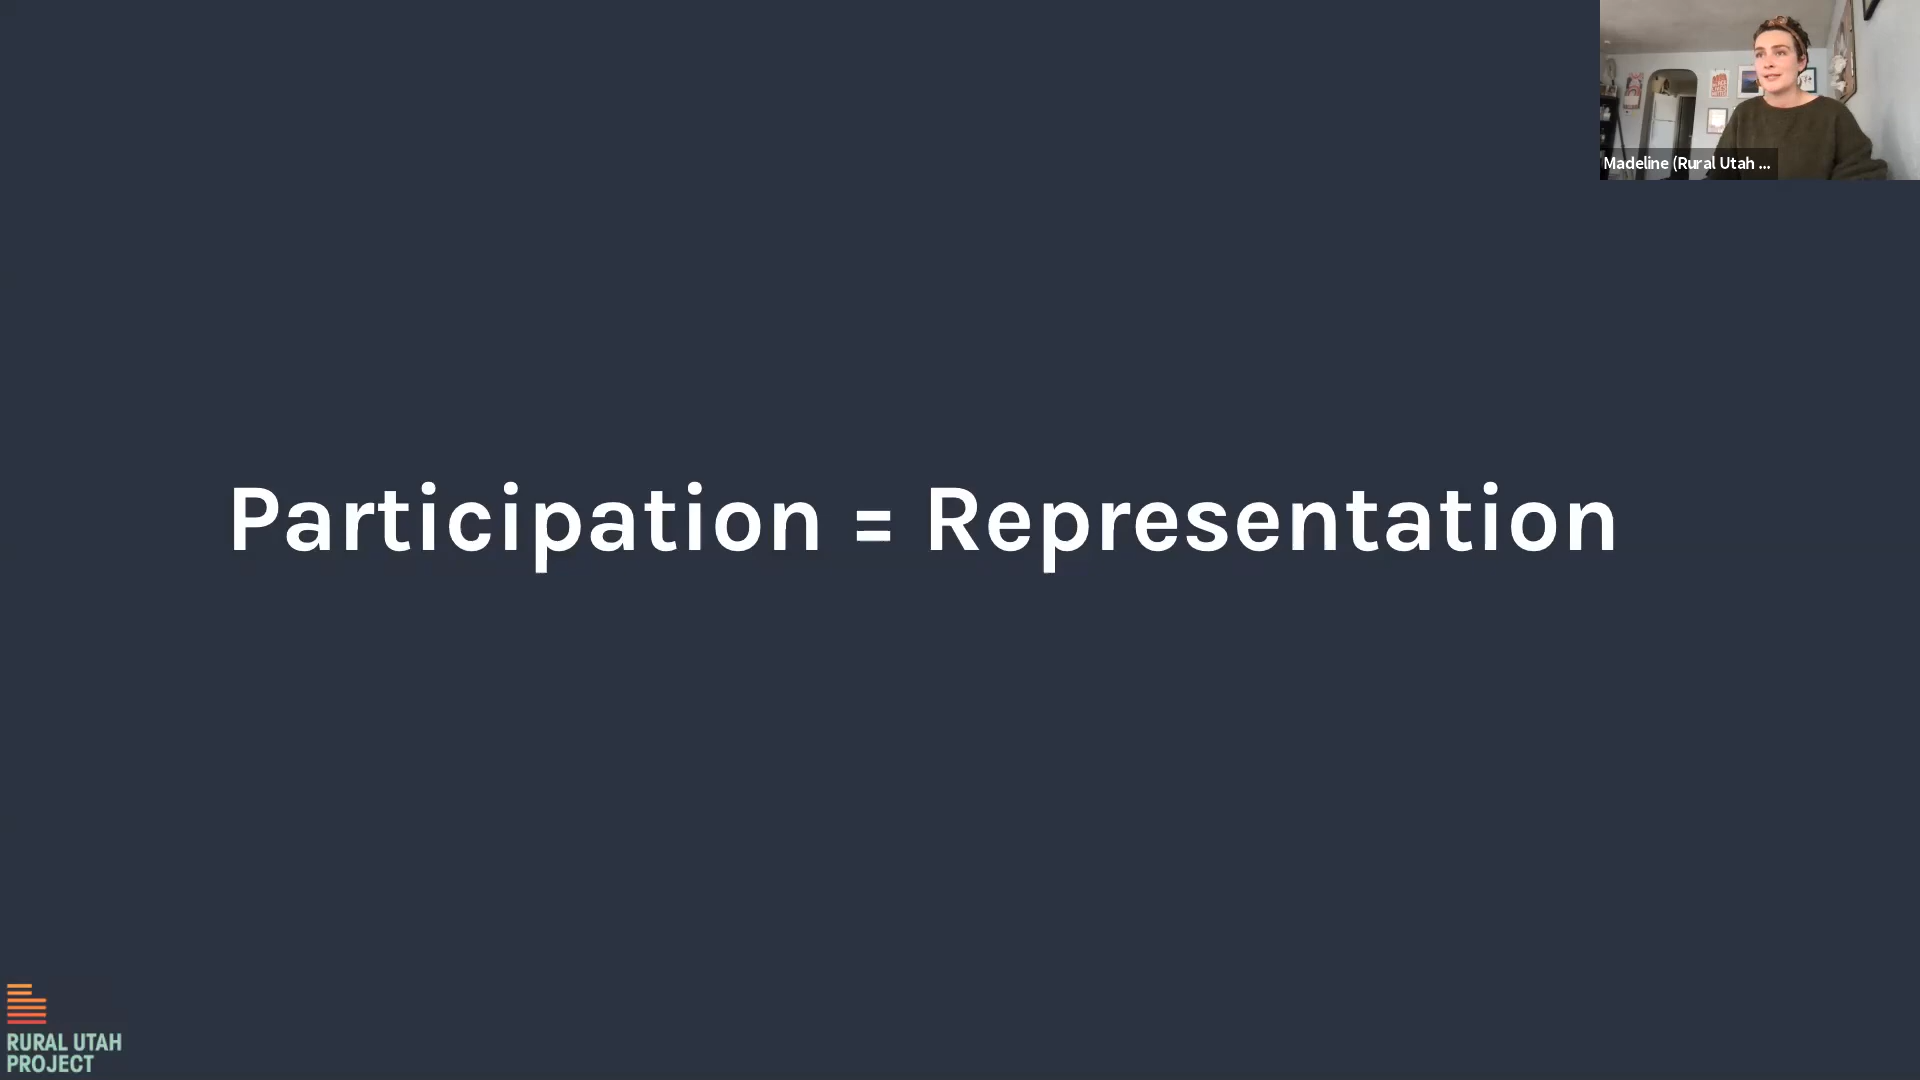 Madeline (Rural Utah ...
Participation = Representation
RURAL UTAH
PROJECT